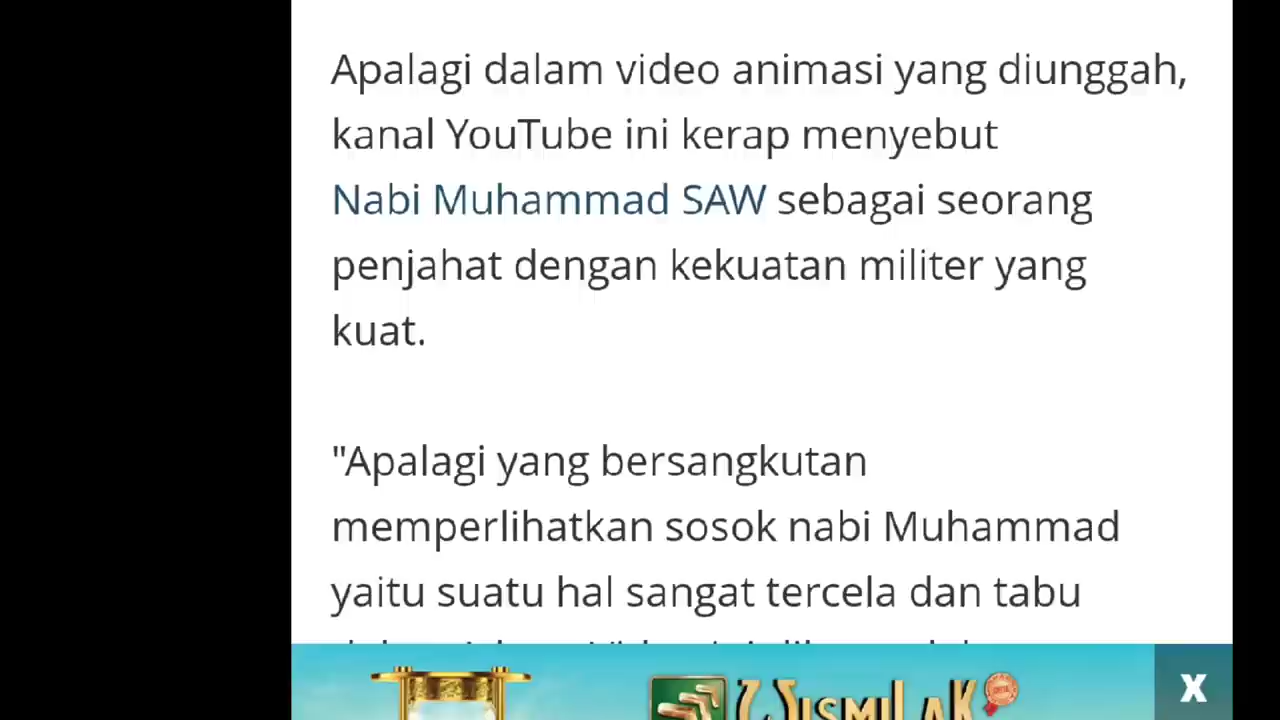 Apalagi dalam video animasi yang diunggah,
kanal YouTube ini kerap menyebut
Nabi Muhammad SAW sebagai seorang
penjahat dengan kekuatan militer yang
kuat.
"Apalagi yang bersangkutan
memperlihatkan sosok nabi Muhammad
yaitu suatu hal sangat tercela dan tabu
WISMILAK
X